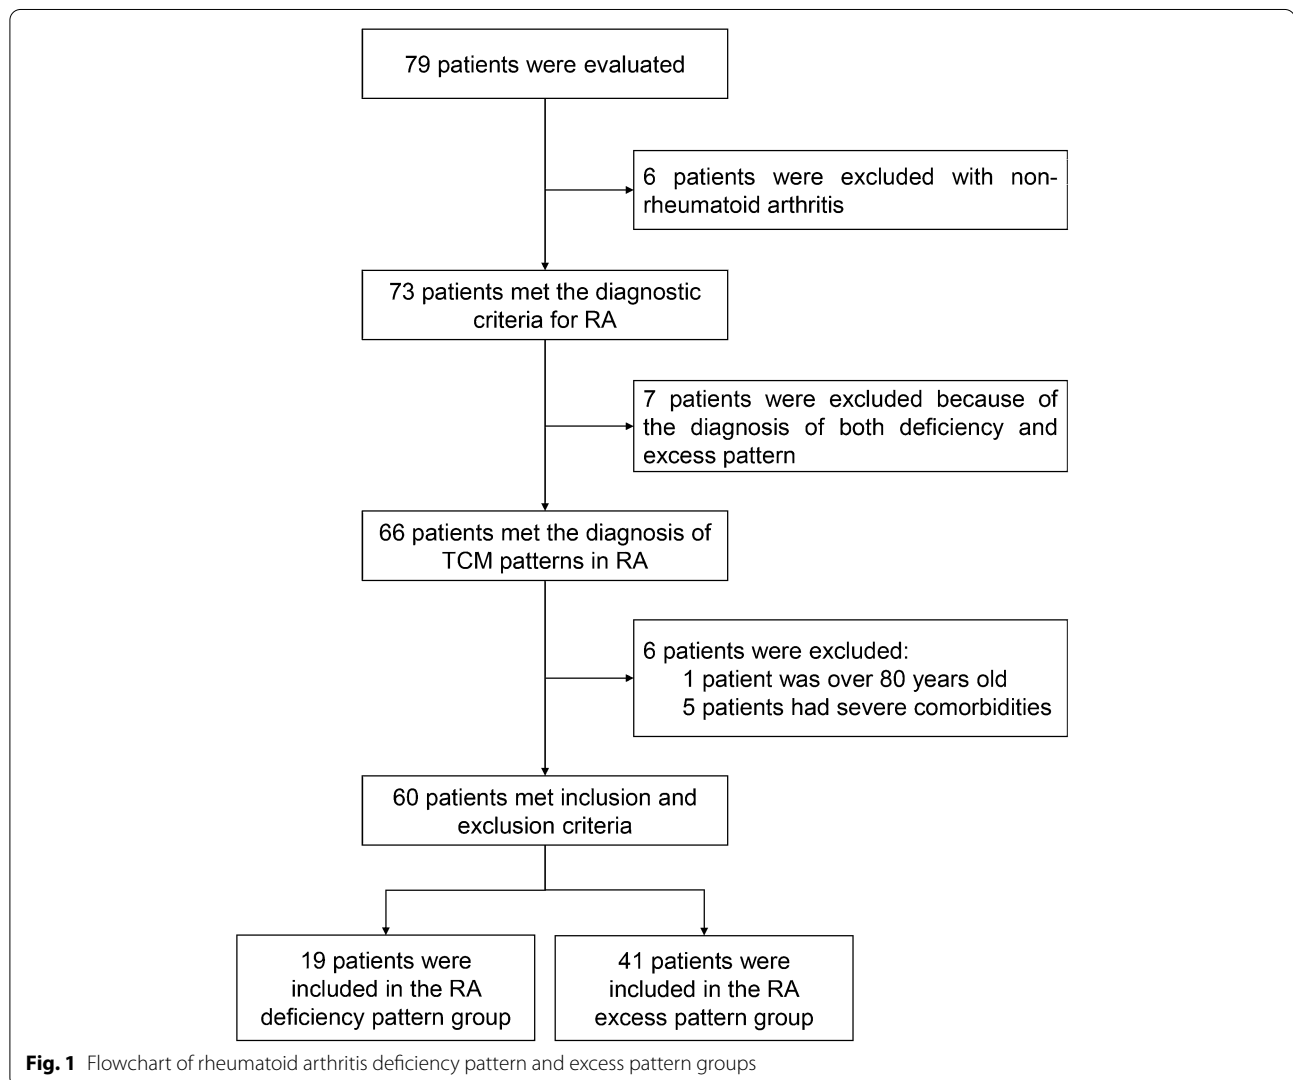 79 patients were evaluated
6 patients were excluded with non-
rheumatoid arthritis
73 patients met the diagnostic
criteria for RA
7 patients were excluded because of
the diagnosis of both deficiency and
excess pattern
66 patients met the diagnosis of
TCM patterns in RA
6 patients were excluded:
1 patient was over 80 years old
5 patients had severe comorbidities
60 patients met inclusion and
exclusion criteria
19 patients were
included in the RA
deficiency pattern group
41 patients were
included in the RA
excess pattern group
Fig. 1 Flowchart of rheumatoid arthritis deficiency pattern and excess pattern groups